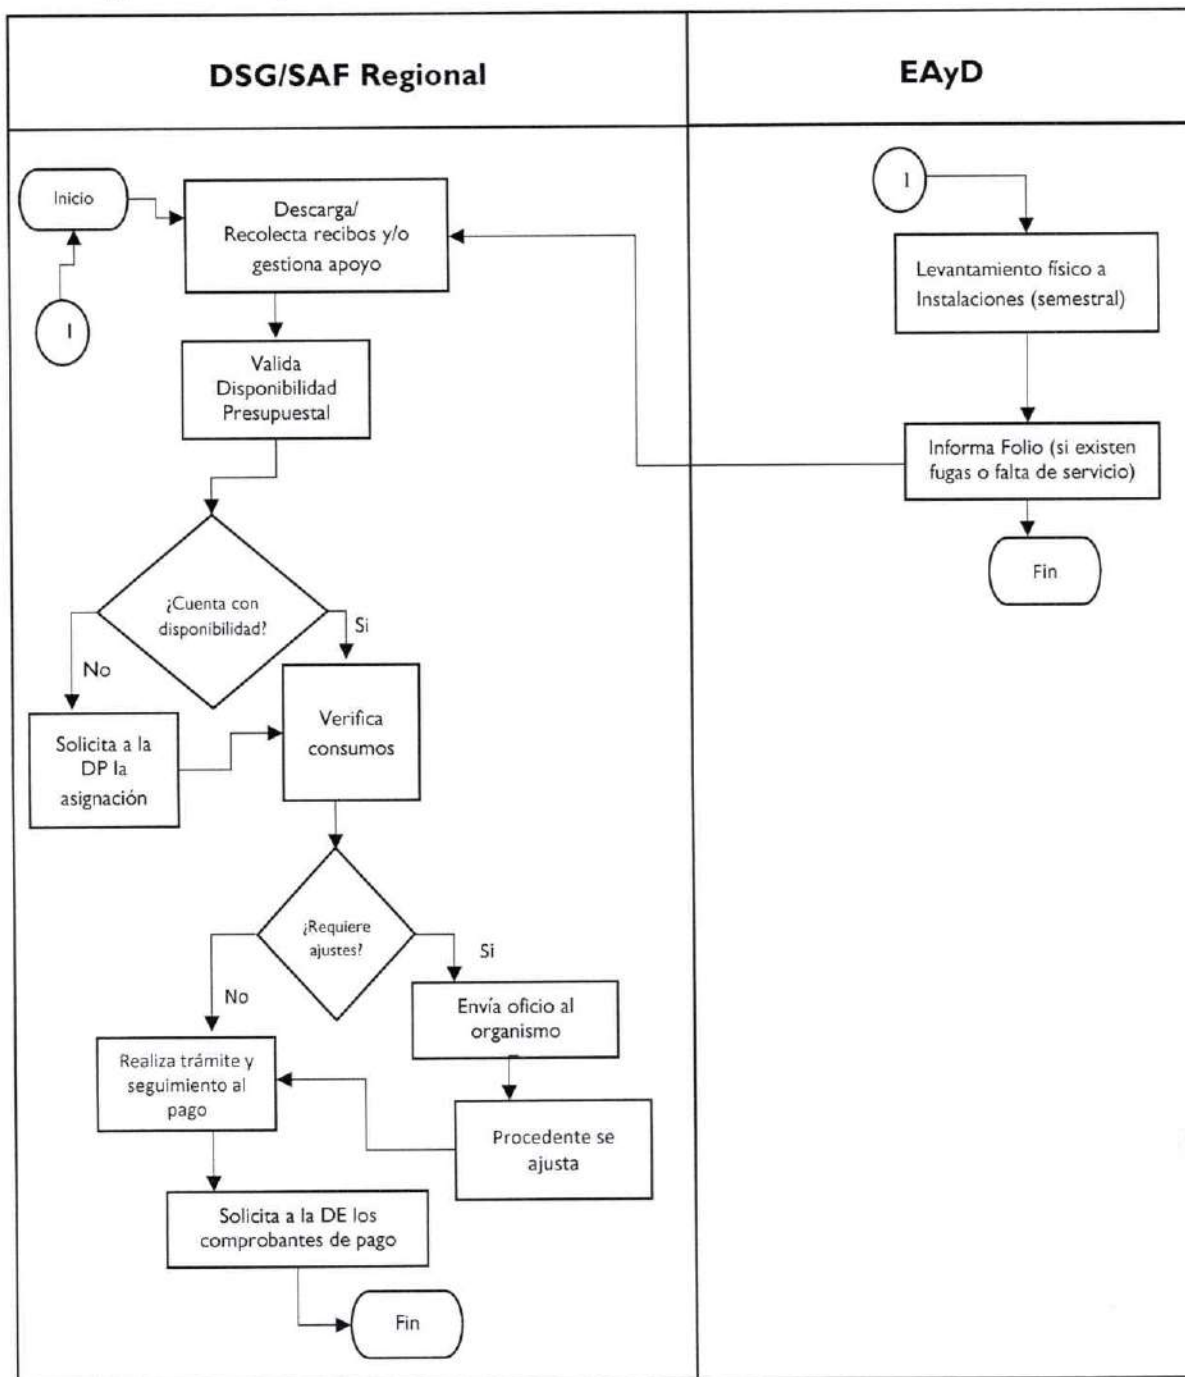 DSG/SAF Regional
EAyD
Inicio
Descarga/
Recolecta recibos y/o
gestiona apoyo
1
Valida
Disponibilidad
Presupuestal
¿Cuenta con
disponibilidad?
Si
No
Solicita a la
DP la
asignación
Verifica
consumos
¿Requiere
ajustes?
Si
No
Envía oficio al
organismo
Realiza trámite y
seguimiento al
pago
Procedente se
ajusta
Solicita a la DE los
comprobantes de pago
Fin
1
Levantamiento físico a
Instalaciones (semestral)
Informa Folio (si existen
fugas o falta de servicio)
Fin